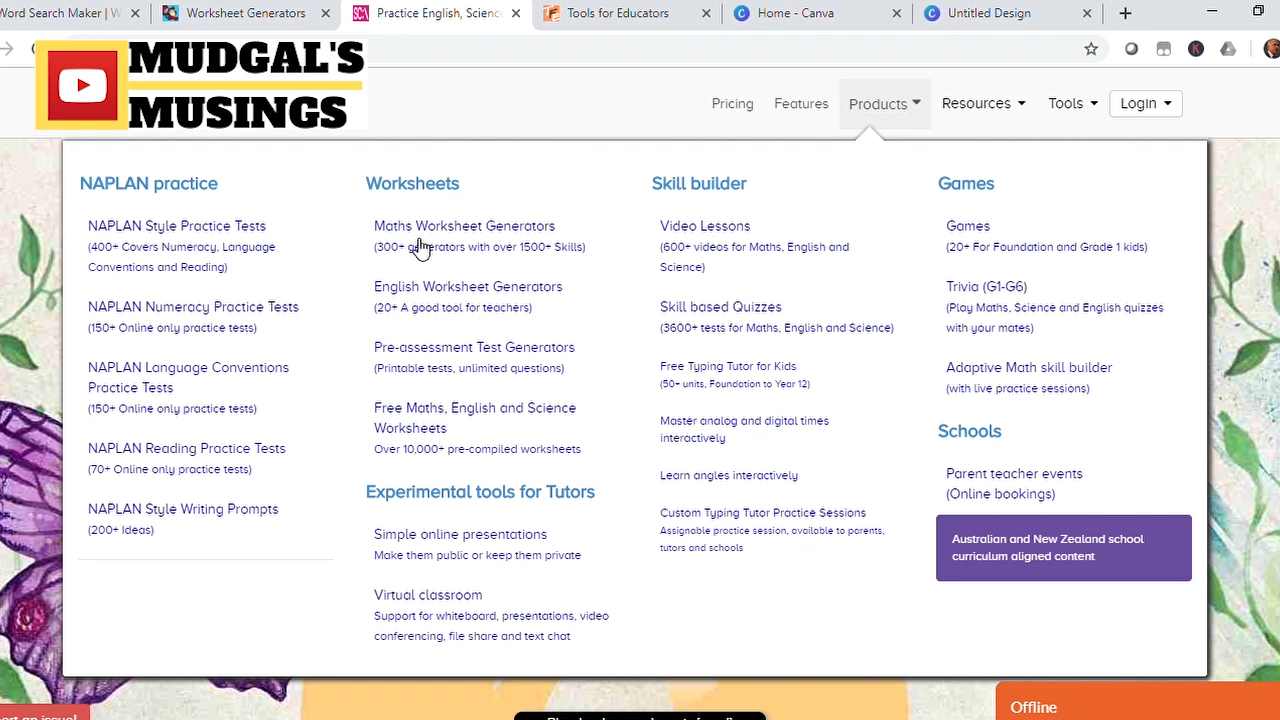 Word Search Maker | W
Worksheet Generators
Practice English, Scienc
Tools for Educators
Home - Canva
Untitled Design
MUDGAL'S
MUSINGS
Pricing
Features
Products
Resources
Tools
Login
NAPLAN practice
NAPLAN Style Practice Tests
(400+ Covers Numeracy, Language
Conventions and Reading)
NAPLAN Numeracy Practice Tests
(150+ Online only practice tests)
NAPLAN Language Conventions
Practice Tests
(150+ Online only practice tests)
NAPLAN Reading Practice Tests
(70+ Online only practice tests)
NAPLAN Style Writing Prompts
(200+ Ideas)
Worksheets
Maths Worksheet Generators
(300+ generators with over 1500+ Skills)
English Worksheet Generators
(20+ A good tool for teachers)
Pre-assessment Test Generators
(Printable tests, unlimited questions)
Free Maths, English and Science
Worksheets
Over 10,000+ pre-compiled worksheets
Experimental tools for Tutors
Simple online presentations
Make them public or keep them private
Virtual classroom
Support for whiteboard, presentations, video
conferencing, file share and text chat
Skill builder
Video Lessons
(600+ videos for Maths, English and
Science)
Skill based Quizzes
(3600+ tests for Maths, English and Science)
Free Typing Tutor for Kids
(50+ units, Foundation to Year 12)
Master analog and digital times
interactively
Learn angles interactively
Custom Typing Tutor Practice Sessions
Assignable practice session, available to parents,
tutors and schools
Games
Games
(20+ For Foundation and Grade 1 kids)
Trivia (G1-G6)
(Play Maths, Science and English quizzes
with your mates)
Adaptive Math skill builder
(with live practice sessions)
Schools
Parent teacher events
(Online bookings)
Australian and New Zealand school
curriculum aligned content
ort an issue!
Offline